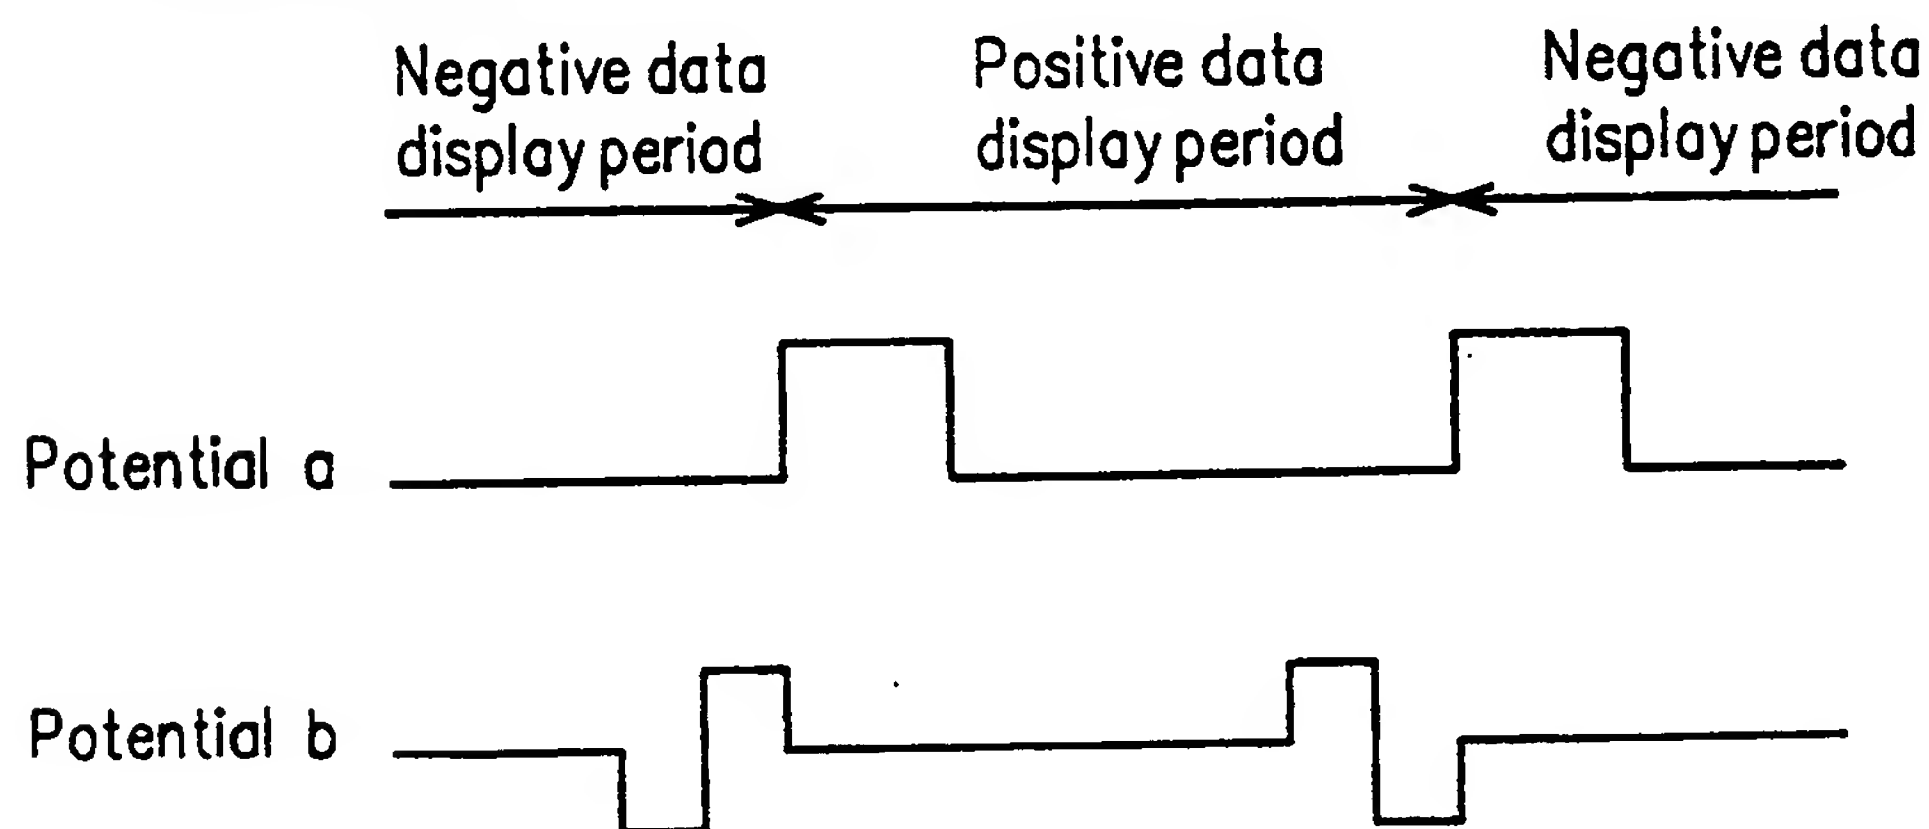 Negative data
display period
Positive data
display period
Negative data
display period
Potential a
Potential b